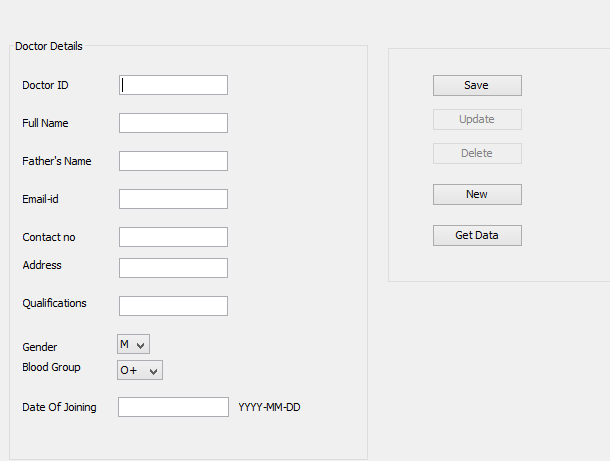 Doctor Details
Doctor ID
Full Name
Father's Name
Email-id
Contact no
Address
Qualifications
Gender M
Blood Group O+
Date Of Joining YYYY-MM-DD
Save
Update
Delete
New
Get Data